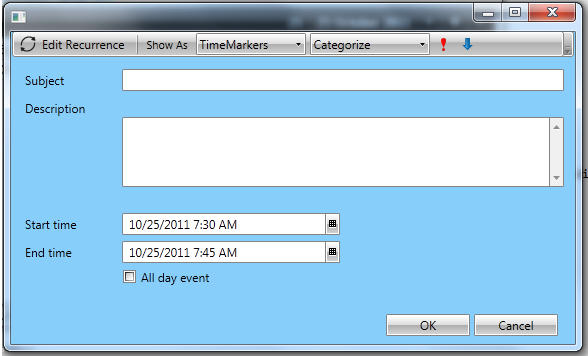 Edit Recurrence Show As TimeMarkers Categorize
Subject
Description
Start time 10/25/2011 7:30 AM
End time 10/25/2011 7:45 AM
All day event
OK Cancel